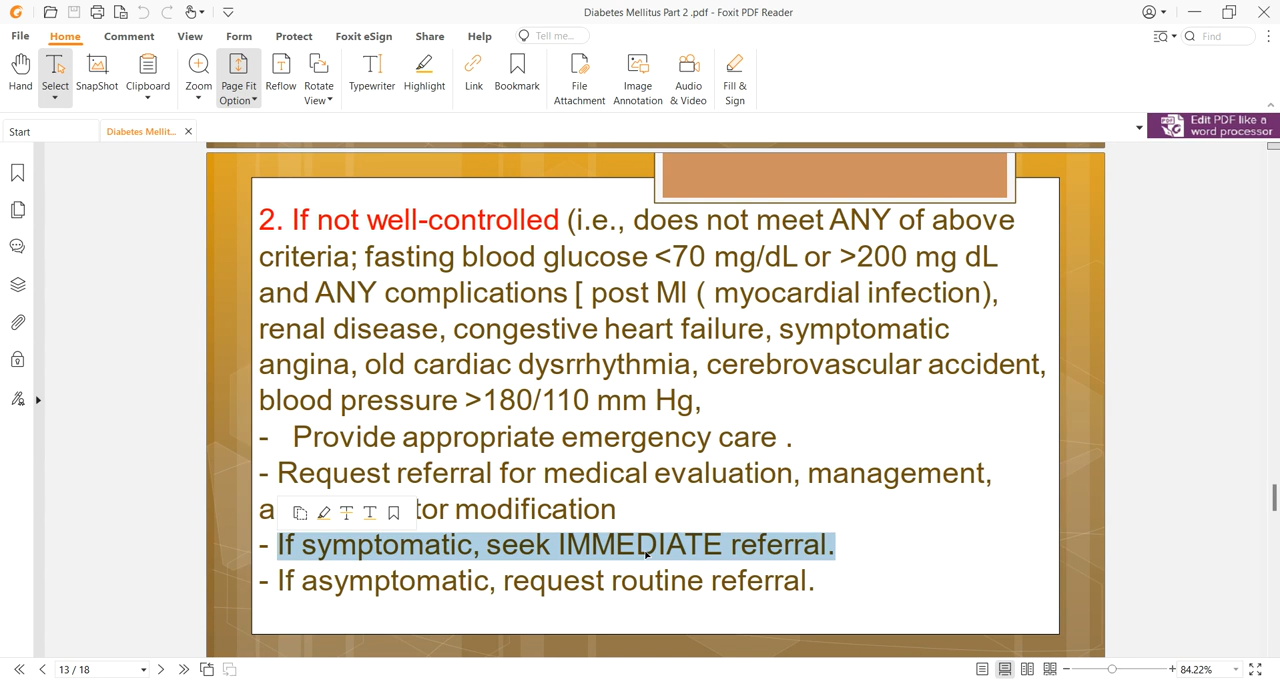 Diabetes Mellitus Part 2 .pdf - Foxit PDF Reader
File Home Comment View Form Protect Foxit eSign Share Help Tell me... Find
Hand Select SnapShot Clipboard Zoom Page Fit Option Reflow Rotate View Typewriter Highlight Link Bookmark File Attachment Image Annotation Audio & Video Fill & Sign
Start Diabetes Mellit...
Edit PDF like a
word processor
2. If not well-controlled (i.e., does not meet ANY of above
criteria; fasting blood glucose <70 mg/dL or >200 mg dL
and ANY complications [ post MI ( myocardial infection),
renal disease, congestive heart failure, symptomatic
angina, old cardiac dysrrhythmia, cerebrovascular accident,
blood pressure >180/110 mm Hg,
- Provide appropriate emergency care .
- Request referral for medical evaluation, management,
tor modification
- If symptomatic, seek IMMEDIATE referral.
- If asymptomatic, request routine referral.
13 / 18 84.22%